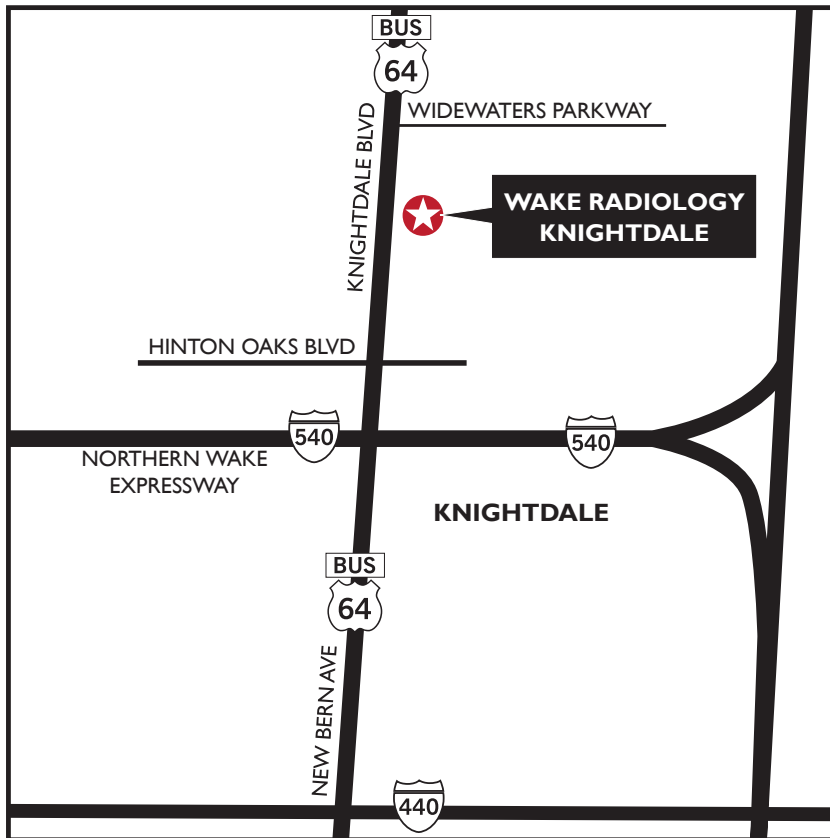 BUS
64
WIDEWATERS PARKWAY
KNIGHTDALE BLVD
WAKE RADIOLOGY
KNIGHTDALE
HINTON OAKS BLVD
540
540
NORTHERN WAKE
EXPRESSWAY
KNIGHTDALE
BUS
64
NEW BERN AVE
440